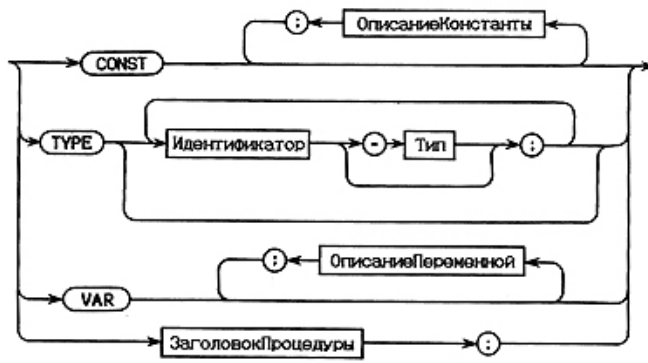 ; ОписаниеКонстанты
CONST
TYPE Идентификатор - Тип ;
; ОписаниеПеременной
VAR
ЗаголовокПроцедуры ;